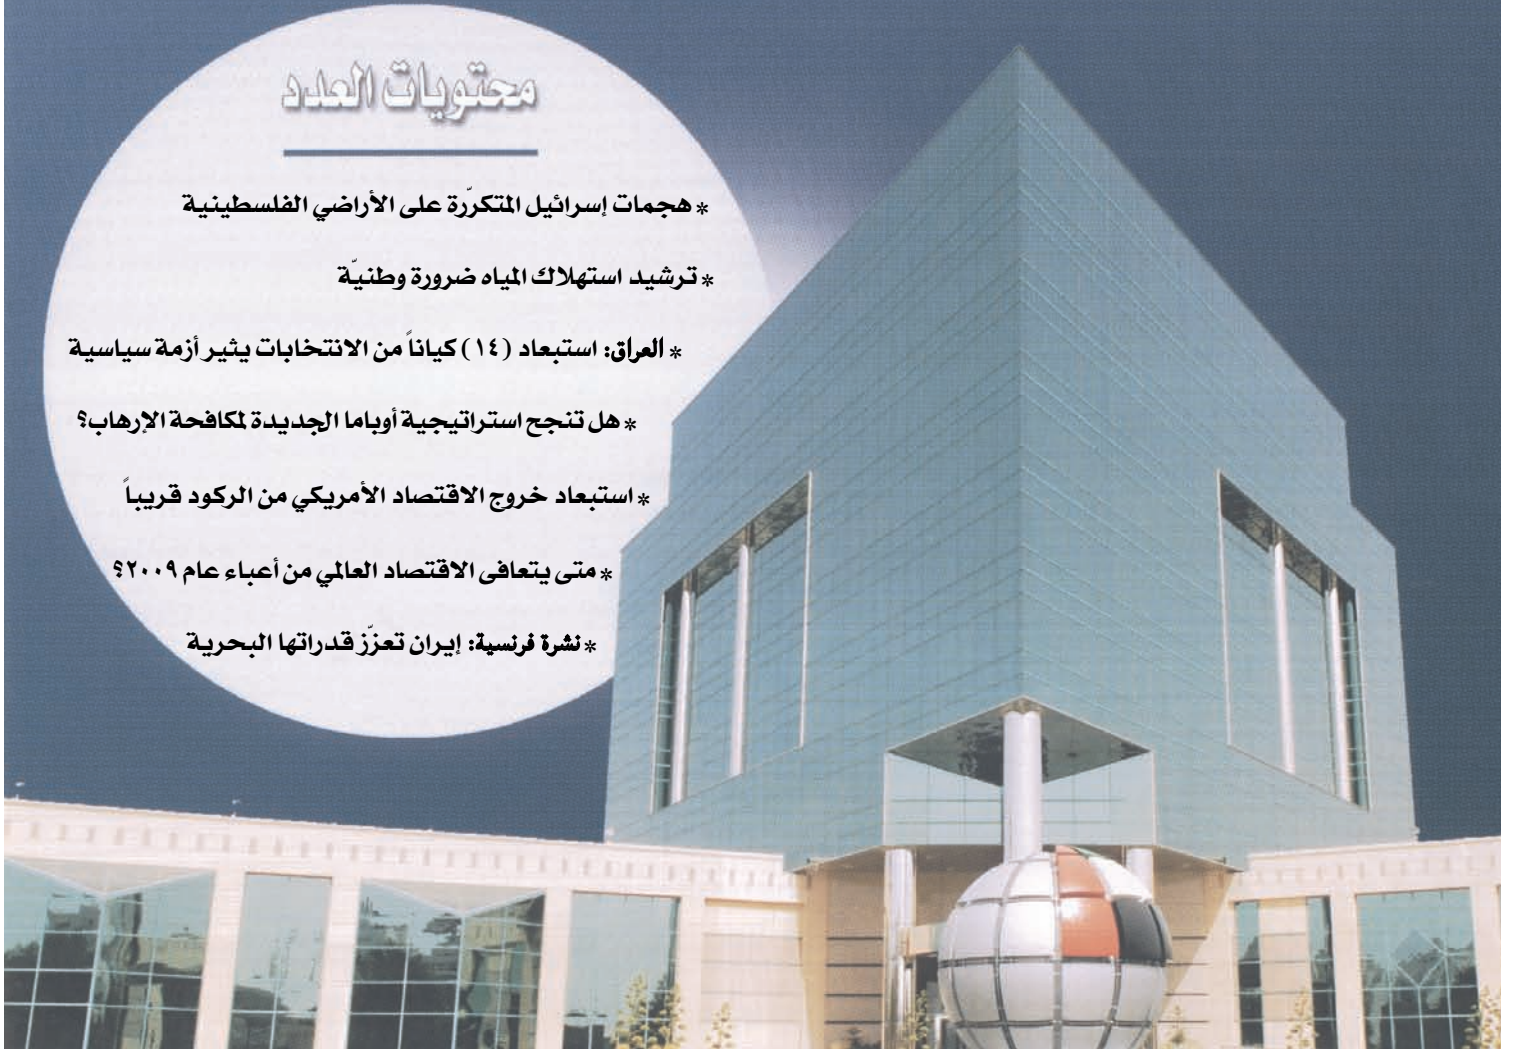 محتويات العدد
* هجمات إسرائيل المتكرّرة على الأراضي الفلسطينية
* ترشيد استهلاك المياه ضرورة وطنيّة
* العراق: استبعاد (١٤) كياناً من الانتخابات يثير أزمة سياسية
* هل تنجح استراتيجية أوباما الجديدة لمكافحة الإرهاب؟
* استبعاد خروج الاقتصاد الأمريكي من الركود قريباً
* متى يتعافى الاقتصاد العالمي من أعباء عام ٢٠٠٩؟
* نشرة فرنسية: إيران تعزّز قدراتها البحرية